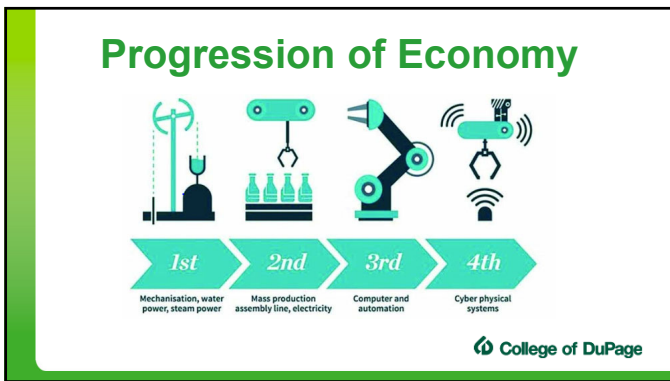 Progression of Economy
1st
2nd
3rd
4th
Mechanisation, water
power, steam power
Mass production
assembly line, electricity
Computer and
automation
Cyber physical
systems
College of DuPage